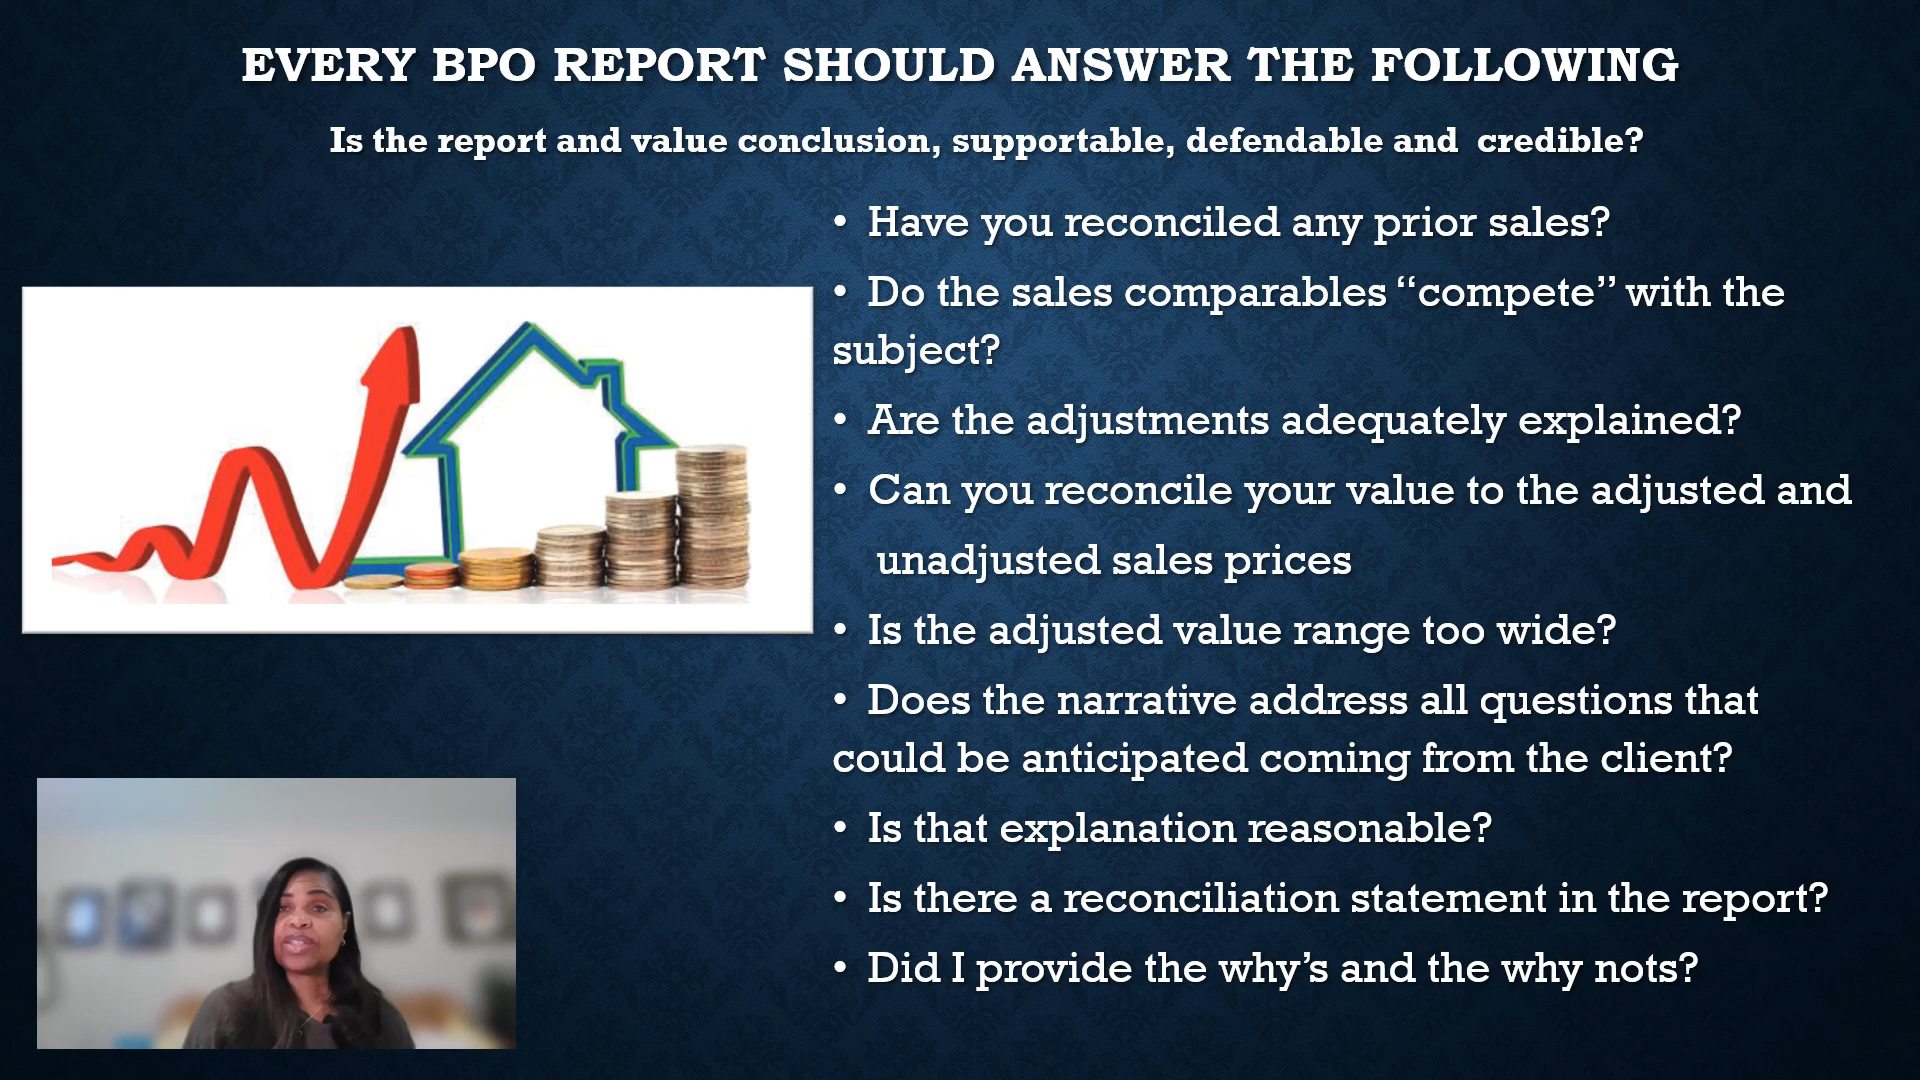 EVERY BPO REPORT SHOULD ANSWER THE FOLLOWING
Is the report and value conclusion, supportable, defendable and  credible?
• Have you reconciled any prior sales?
• Do the sales comparables “compete” with the
subject?
• Are the adjustments adequately explained?
• Can you reconcile your value to the adjusted and
unadjusted sales prices
• Is the adjusted value range too wide?
• Does the narrative address all questions that
could be anticipated coming from the client?
• Is that explanation reasonable?
• Is there a reconciliation statement in the report?
• Did I provide the why’s and the why nots?